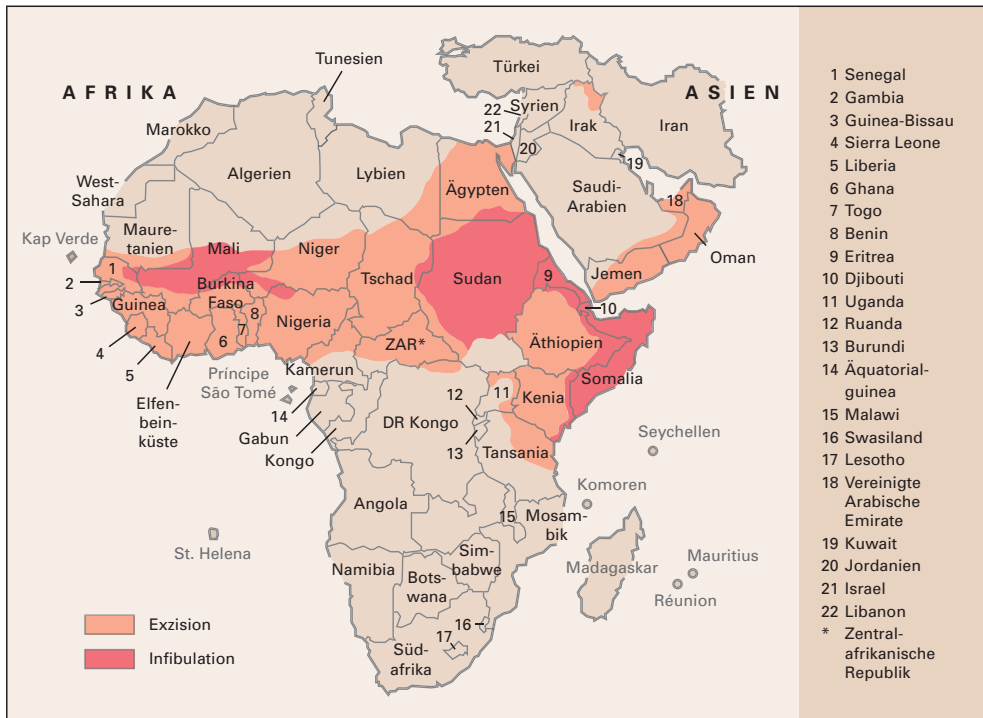 AFRIKA
ASIEN
Tunesien
Türkei
Marokko
22
Syrien
21
Irak
Iran
20
19
Algerien
Lybien
West-
Sahara
Ägypten
Saudi-
Arabien
18
Kap Verde
Maure-
tanien
Mali
Niger
Oman
Tschad
Sudan
9
Jemen
1
2
Burkina
Faso
3
Guinea
8
10
Nigeria
7
6
Äthiopien
4
ZAR*
5
Kamerun
Somalia
Príncipe
São Tomé
Elfen-
bein-
küste
11
Kenia
12
14
DR Kongo
Gabun
Kongo
13
Tansania
Seychellen
Komoren
Angola
15
Mosam-
bik
St. Helena
Sim-
babwe
Madagaskar
Mauritius
Namibia
Bots-
wana
Réunion
16
17
Süd-
afrika
Exzision
Infibulation
1 Senegal
2 Gambia
3 Guinea-Bissau
4 Sierra Leone
5 Liberia
6 Ghana
7 Togo
8 Benin
9 Eritrea
10 Djibouti
11 Uganda
12 Ruanda
13 Burundi
14 Äquatorial-
guinea
15 Malawi
16 Swasiland
17 Lesotho
18 Vereinigte
Arabische
Emirate
19 Kuwait
20 Jordanien
21 Israel
22 Libanon
* Zentral-
afrikanische
Republik